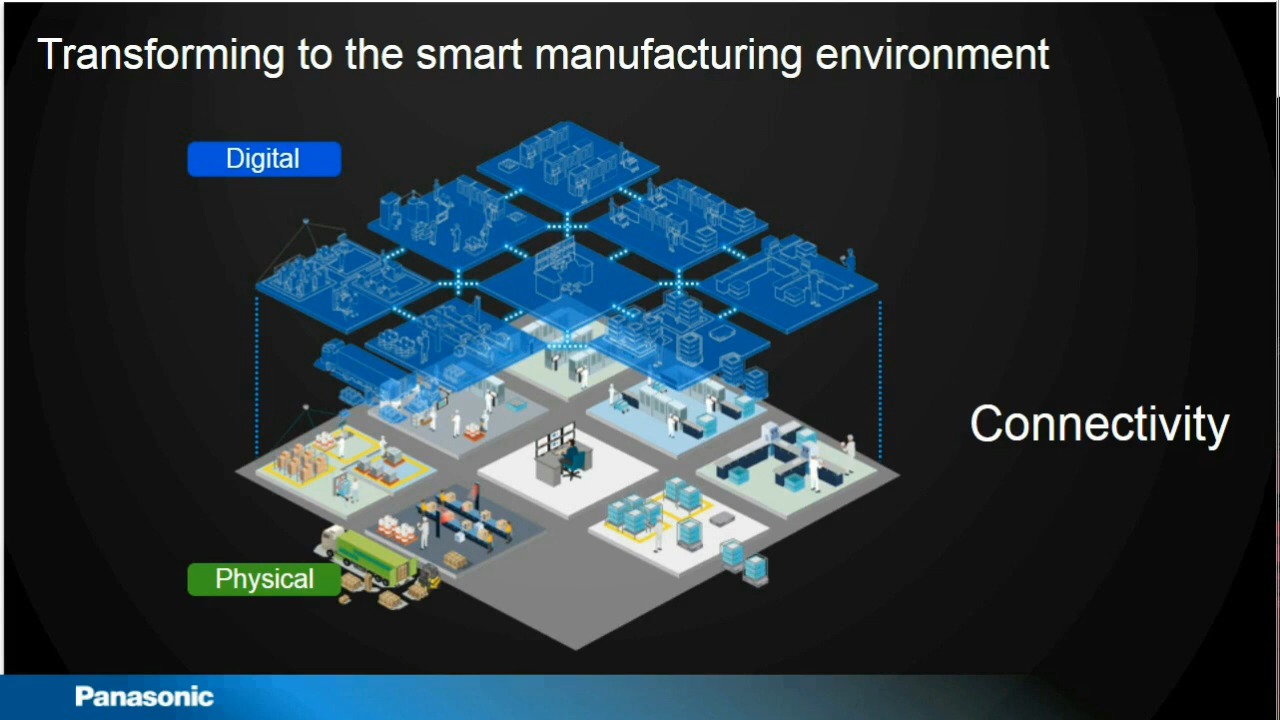 Transforming to the smart manufacturing environment
Digital
Connectivity
Physical
Panasonic